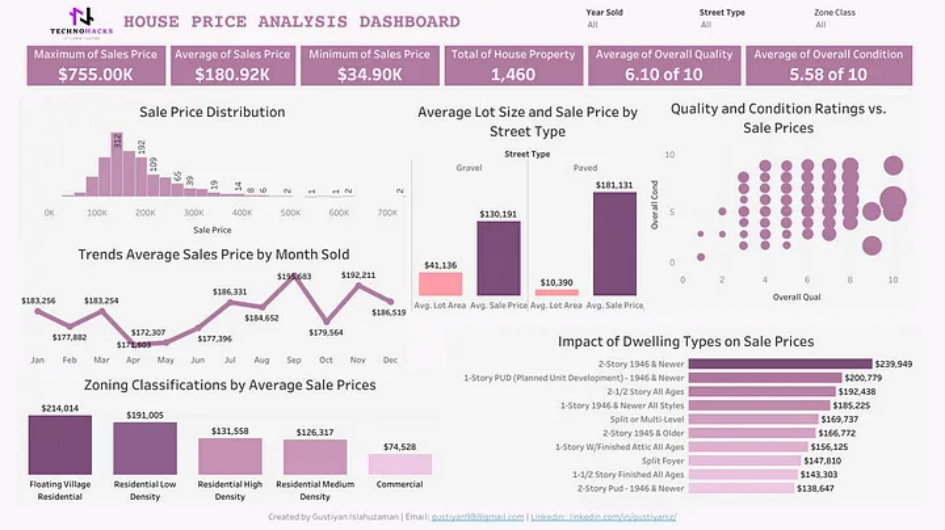 TECHNOHACKS
HOUSE PRICE ANALYSIS DASHBOARD
Year Sold
All
Street Type
All
Zone Class
All
Maximum of Sales Price
$755.00K
Average of Sales Price
$180.92K
Minimum of Sales Price
$34.90K
Total of House Property
1,460
Average of Overall Quality
6.10 of 10
Average of Overall Condition
5.58 of 10
Sale Price Distribution
312
192
109
65
39
19
14
8
6
2
1
1
2
2
0K 100K 200K 300K 400K 500K 600K 700K
Sale Price
Trends Average Sales Price by Month Sold
$183,256
$177,882
$183,254
$172,307
$177,396
$186,331
$184,652
$179,564
$192,211
$186,519
Jan Feb Mar Apr May Jun Jul Aug Sep Oct Nov Dec
Zoning Classifications by Average Sale Prices
$214,014
$191,005
$131,558
$126,317
$74,528
Floating Village
Residential
Residential Low
Density
Residential High
Density
Residential Medium
Density
Commercial
Average Lot Size and Sale Price by
Street Type
Street Type
Gravel
Paved
$41,136
$130,191
$10,390
$181,131
Avg. Lot Area Avg. Sale Price Avg. Lot Area Avg. Sale Price
Quality and Condition Ratings vs.
Sale Prices
Overall Cond
10
5
0
0 2 4 6 8 10
Overall Qual
Impact of Dwelling Types on Sale Prices
2-Story 1946 & Newer $239,949
1-Story PUD (Planned Unit Development) - 1946 & Newer $200,779
2-1/2 Story All Ages $192,438
1-Story 1946 & Newer All Styles $185,225
Split or Multi-Level $169,737
2-Story 1945 & Older $166,772
1-Story W/Finished Attic All Ages $156,125
Split Foyer $147,810
1-1/2 Story Finished All Ages $143,303
2-Story Pud - 1946 & Newer $138,647
Created by Gustiyan Islahuzaman | Email: gustiyan98@gmail.com | Linkedin: linkedin.com/in/gustiyaniz/